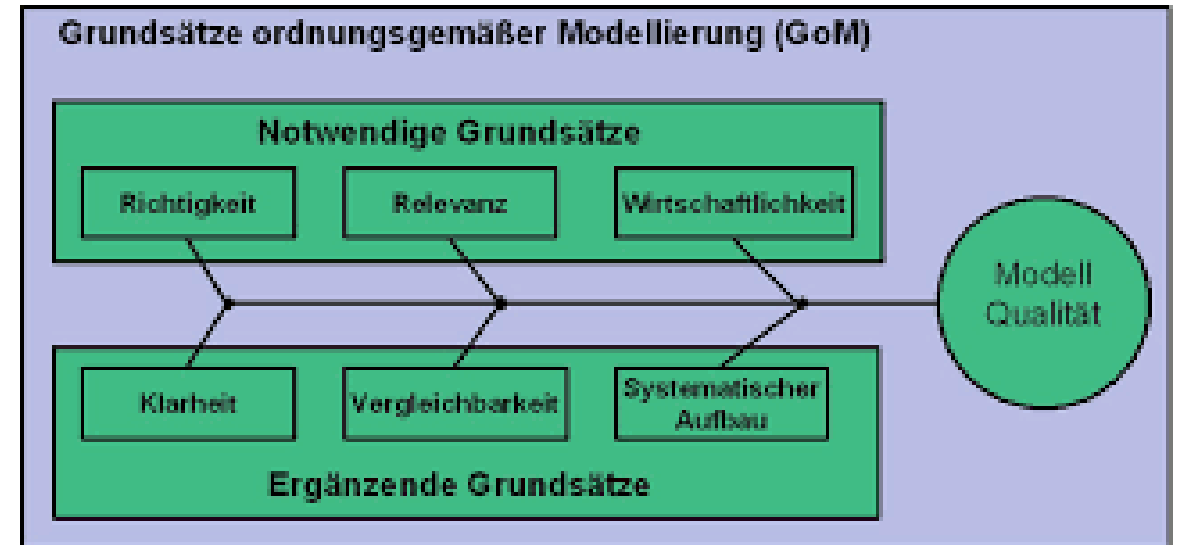 Grundsätze ordnungsgemäßer Modellierung (GoM)
Notwendige Grundsätze
Richtigkeit
Relevanz
Wirtschaftlichkeit
Modell
Qualität
Klarheit
Vergleichbarkeit
Systematischer
Aufbau
Ergänzende Grundsätze